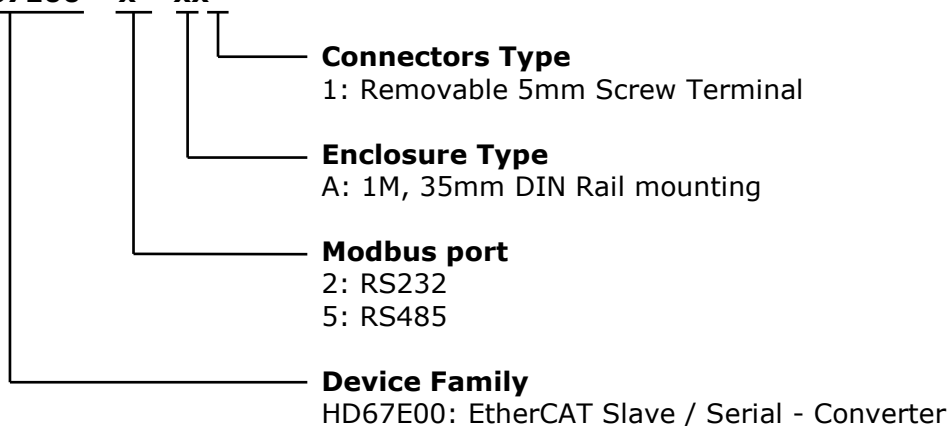 Connectors Type
1: Removable 5mm Screw Terminal
Enclosure Type
A: 1M, 35mm DIN Rail mounting
Modbus port
2: RS232
5: RS485
Device Family
HD67E00: EtherCAT Slave / Serial - Converter